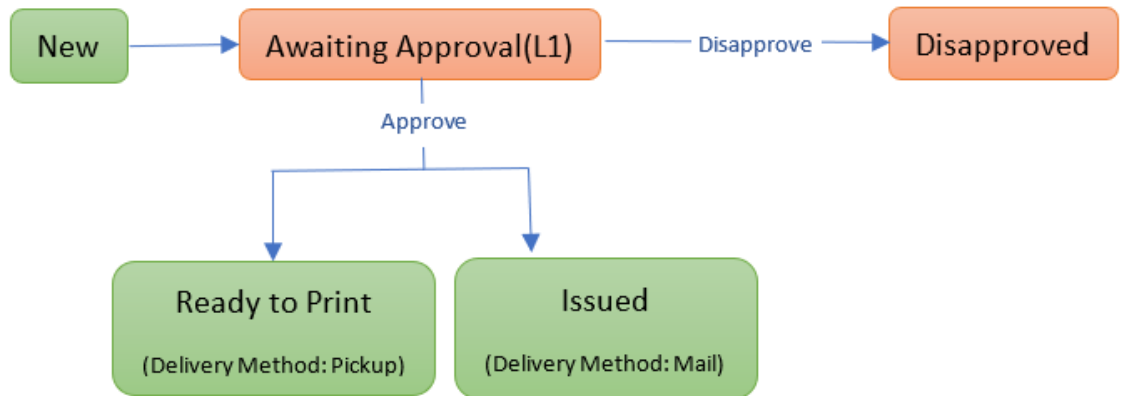 New
Awaiting Approval(L1)
Disapprove
Disapproved
Approve
Ready to Print
(Delivery Method: Pickup)
Issued
(Delivery Method: Mail)